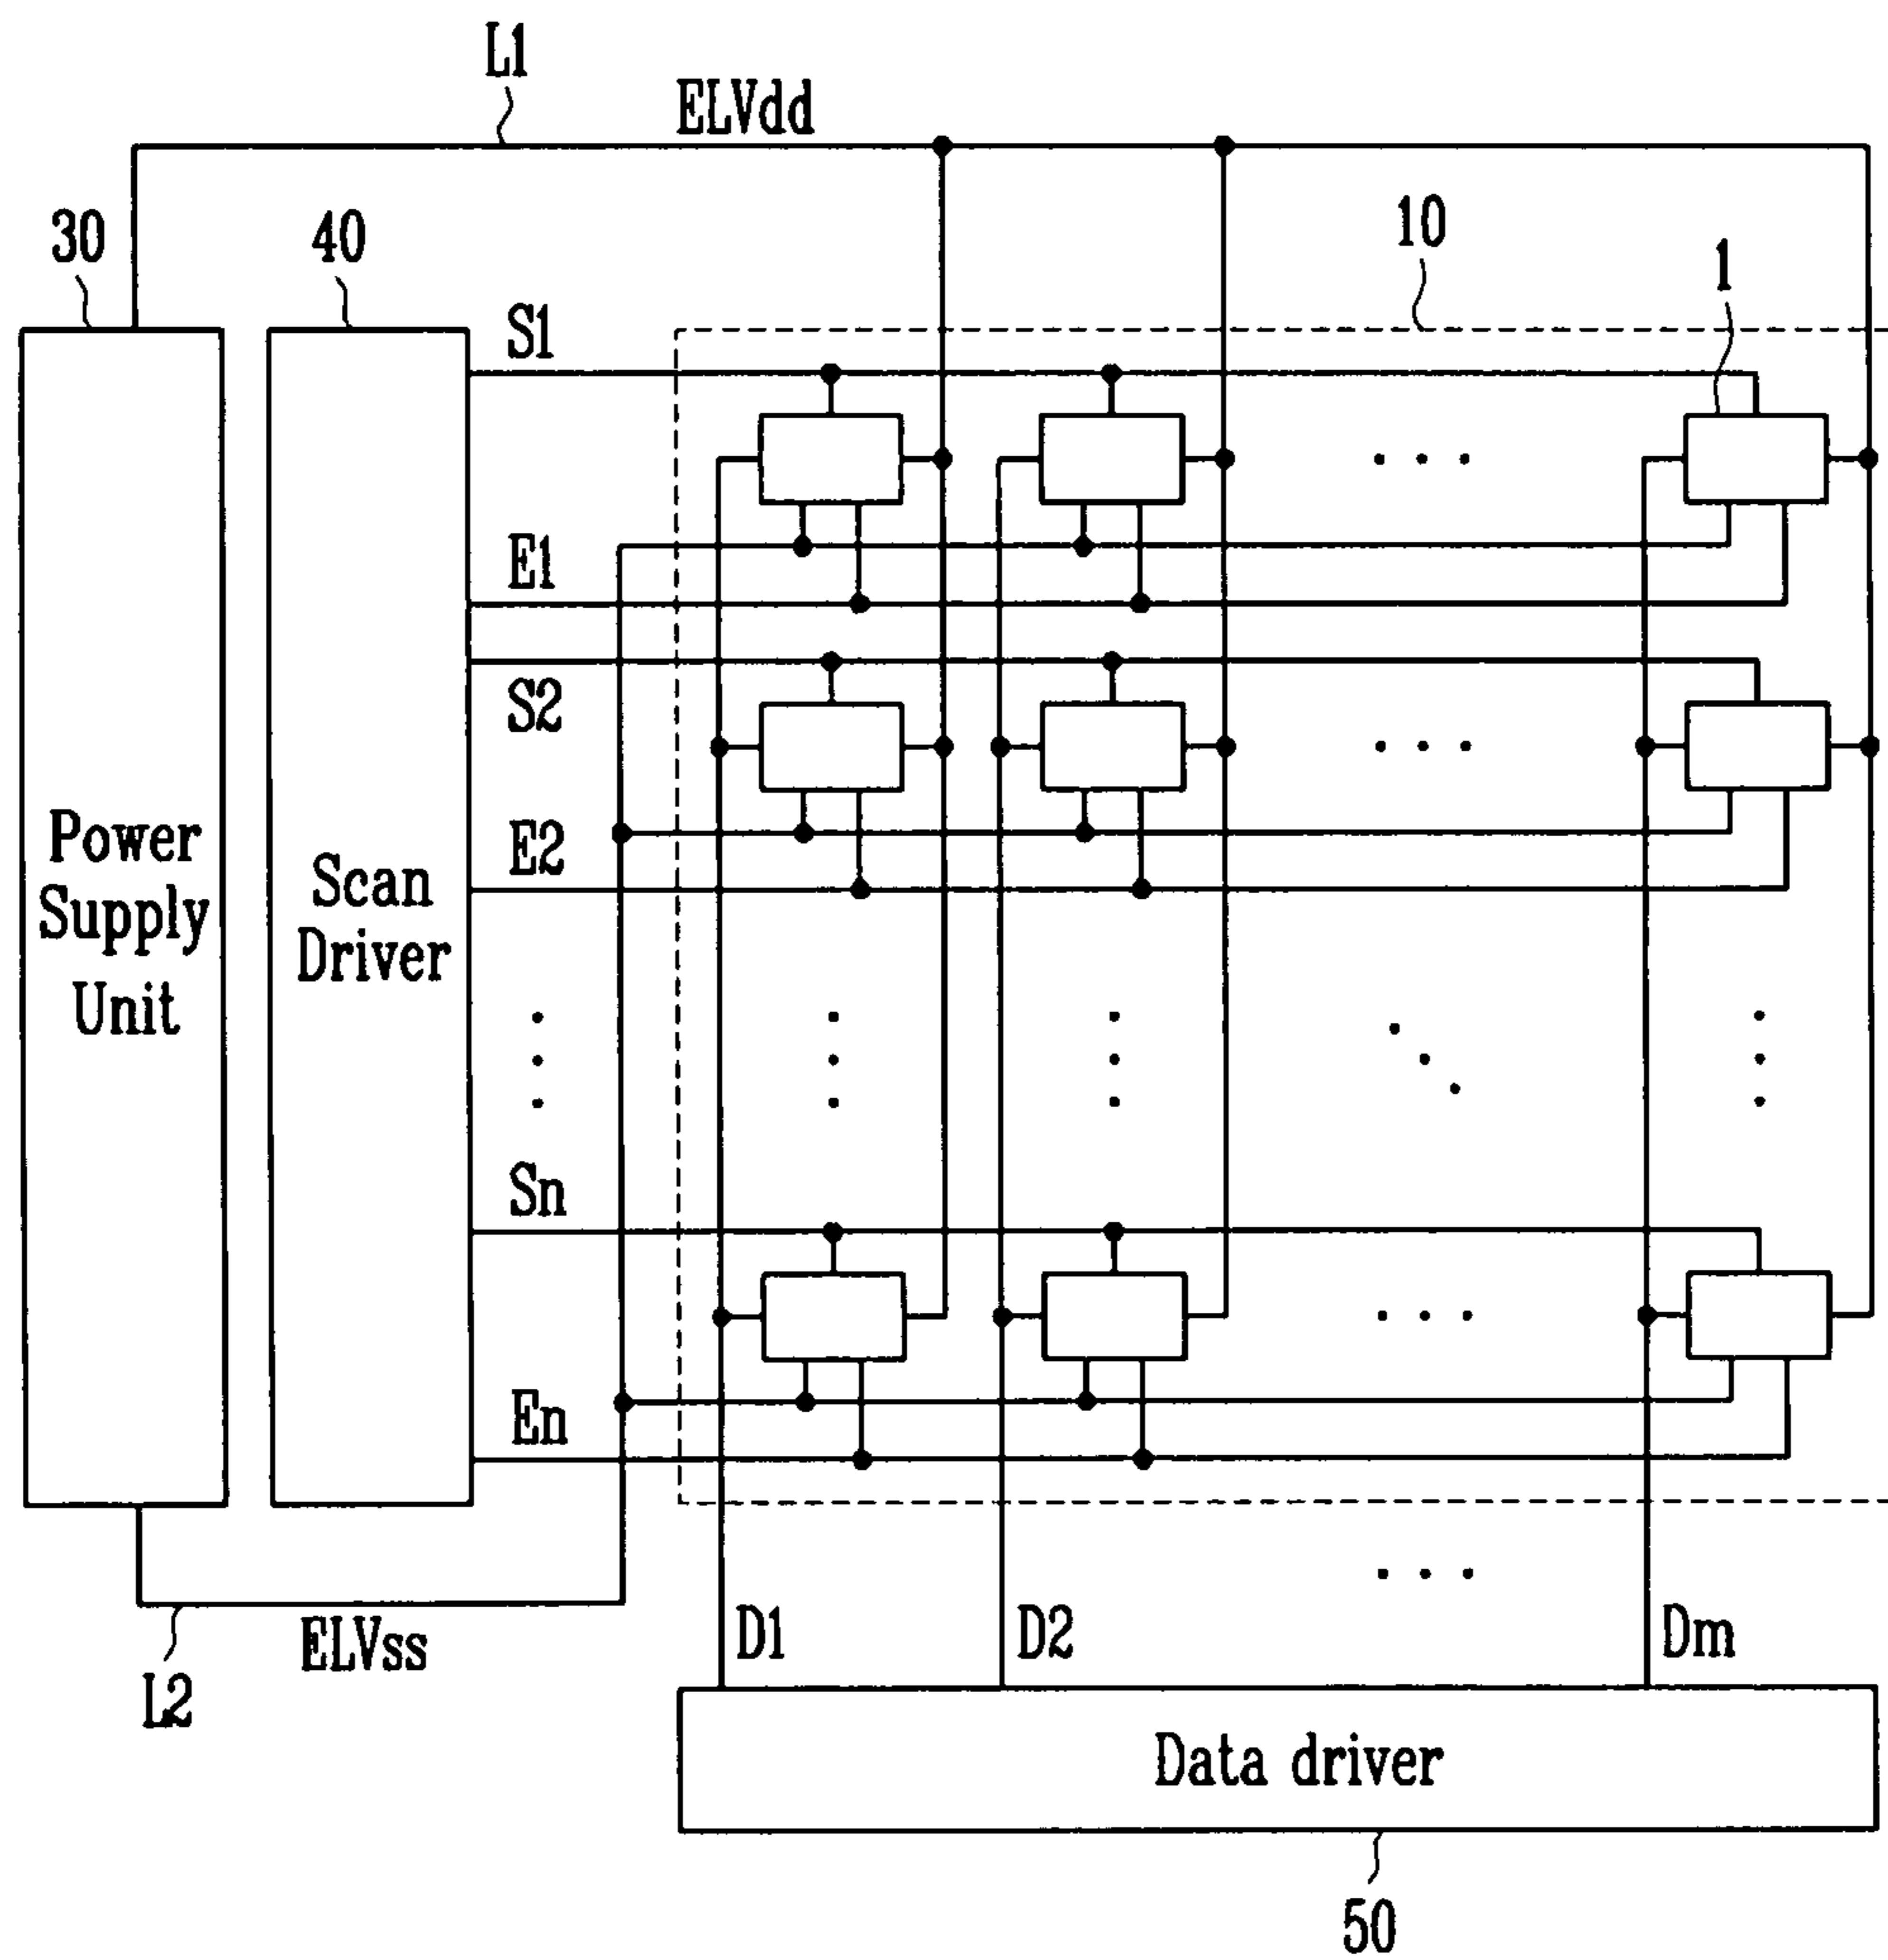 L1
ELVdd
30
40
10
1
S1
E1
S2
E2
Power
Supply
Unit
Scan
Driver
Sn
En
D1
D2
Dm
ELVss
L2
Data driver
50